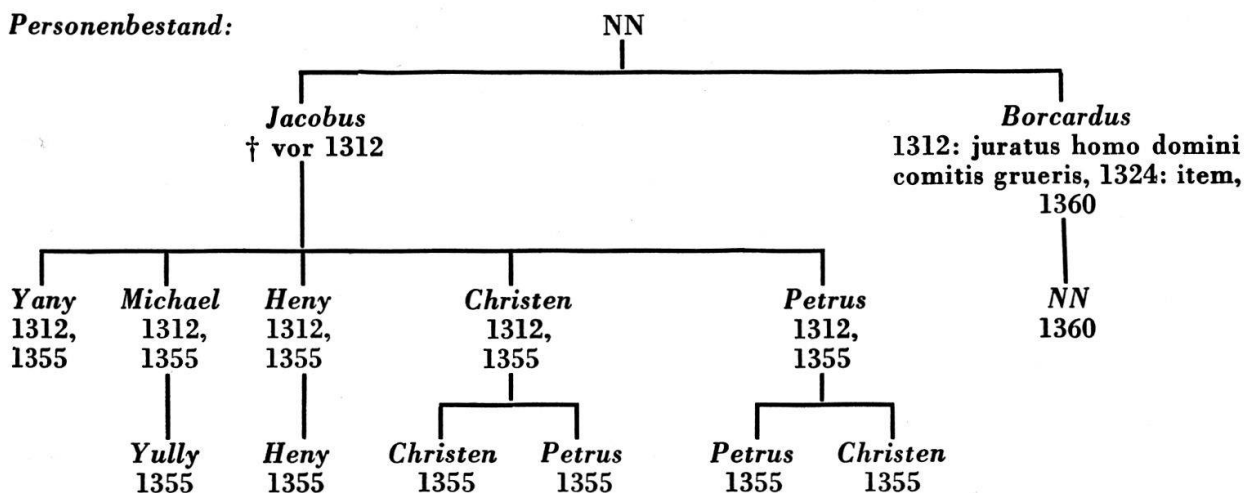 Personenbestand: NN
Jacobus
† vor 1312
Borcardus
1312: juratus homo domini
comitis grueris, 1324: item,
1360
Yany
1312,
1355
Michael
1312,
1355
Heny
1312,
1355
Christen
1312,
1355
Petrus
1312,
1355
NN
1360
Yully
1355
Heny
1355
Christen
1355
Petrus
1355
Petrus
1355
Christen
1355